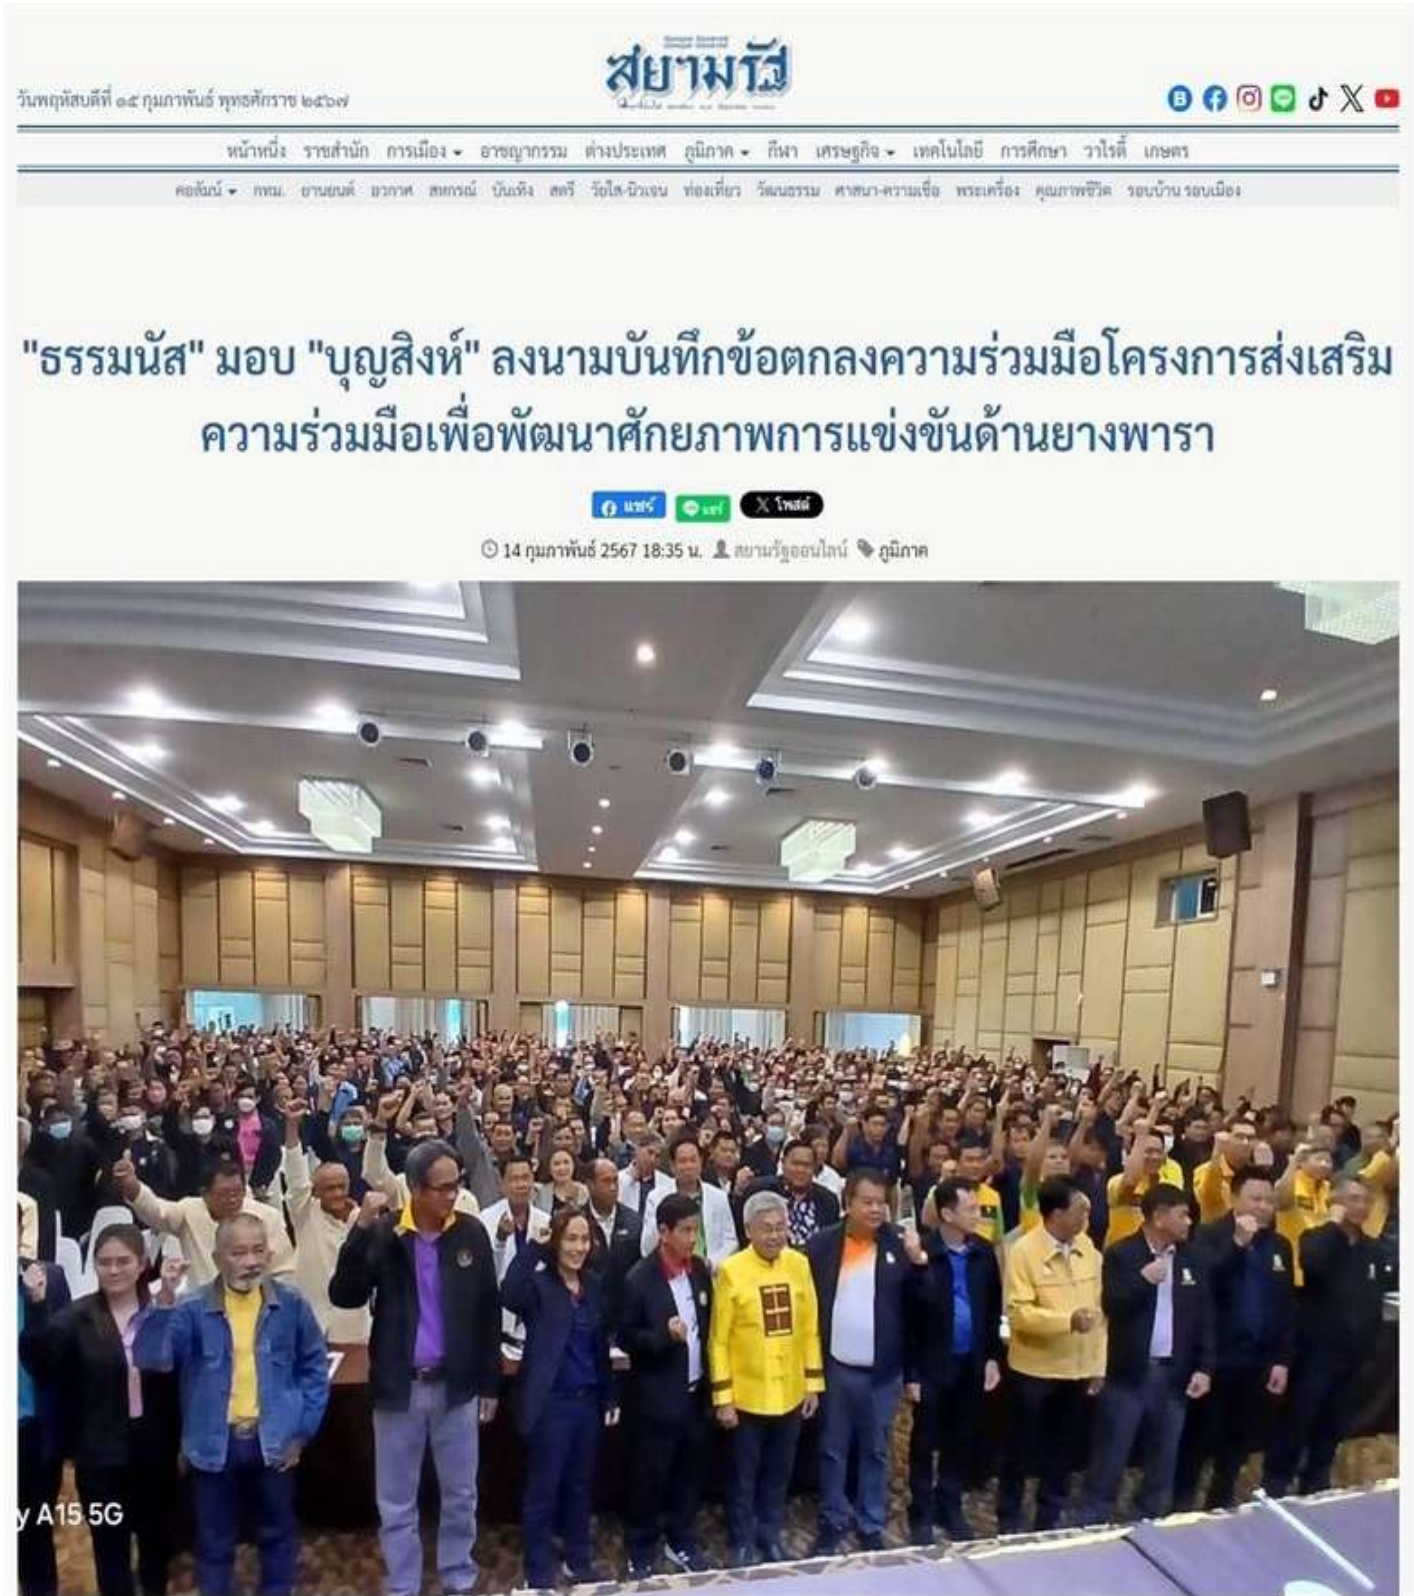 สยามรัฐ
วันพฤหัสบดีที่ ๑๕ กุมภาพันธ์ พุทธศักราช ๒๕๖๗
หน้าหนึ่ง ราชสำนัก การเมือง อาชญากรรม ต่างประเทศ ภูมิภาค กีฬา เศรษฐกิจ เทคโนโลยี การศึกษา วาไรตี้ เกษตร
คอลัมน์ กทม. ยานยนต์ อวกาศ สหกรณ์ บันเทิง สตรี วัยใส-นิวเจน ท่องเที่ยว วัฒนธรรม ศาสนา-ความเชื่อ พระเครื่อง คุณภาพชีวิต รอบบ้าน รอบเมือง
"ธรรมนัส" มอบ "บุญสิงห์" ลงนามบันทึกข้อตกลงความร่วมมือโครงการส่งเสริม
ความร่วมมือเพื่อพัฒนาศักยภาพการแข่งขันด้านยางพารา
แชร์ แชร์ โพสต์
14 กุมภาพันธ์ 2567 18:35 น. สยามรัฐออนไลน์ ภูมิภาค
y A15 5G